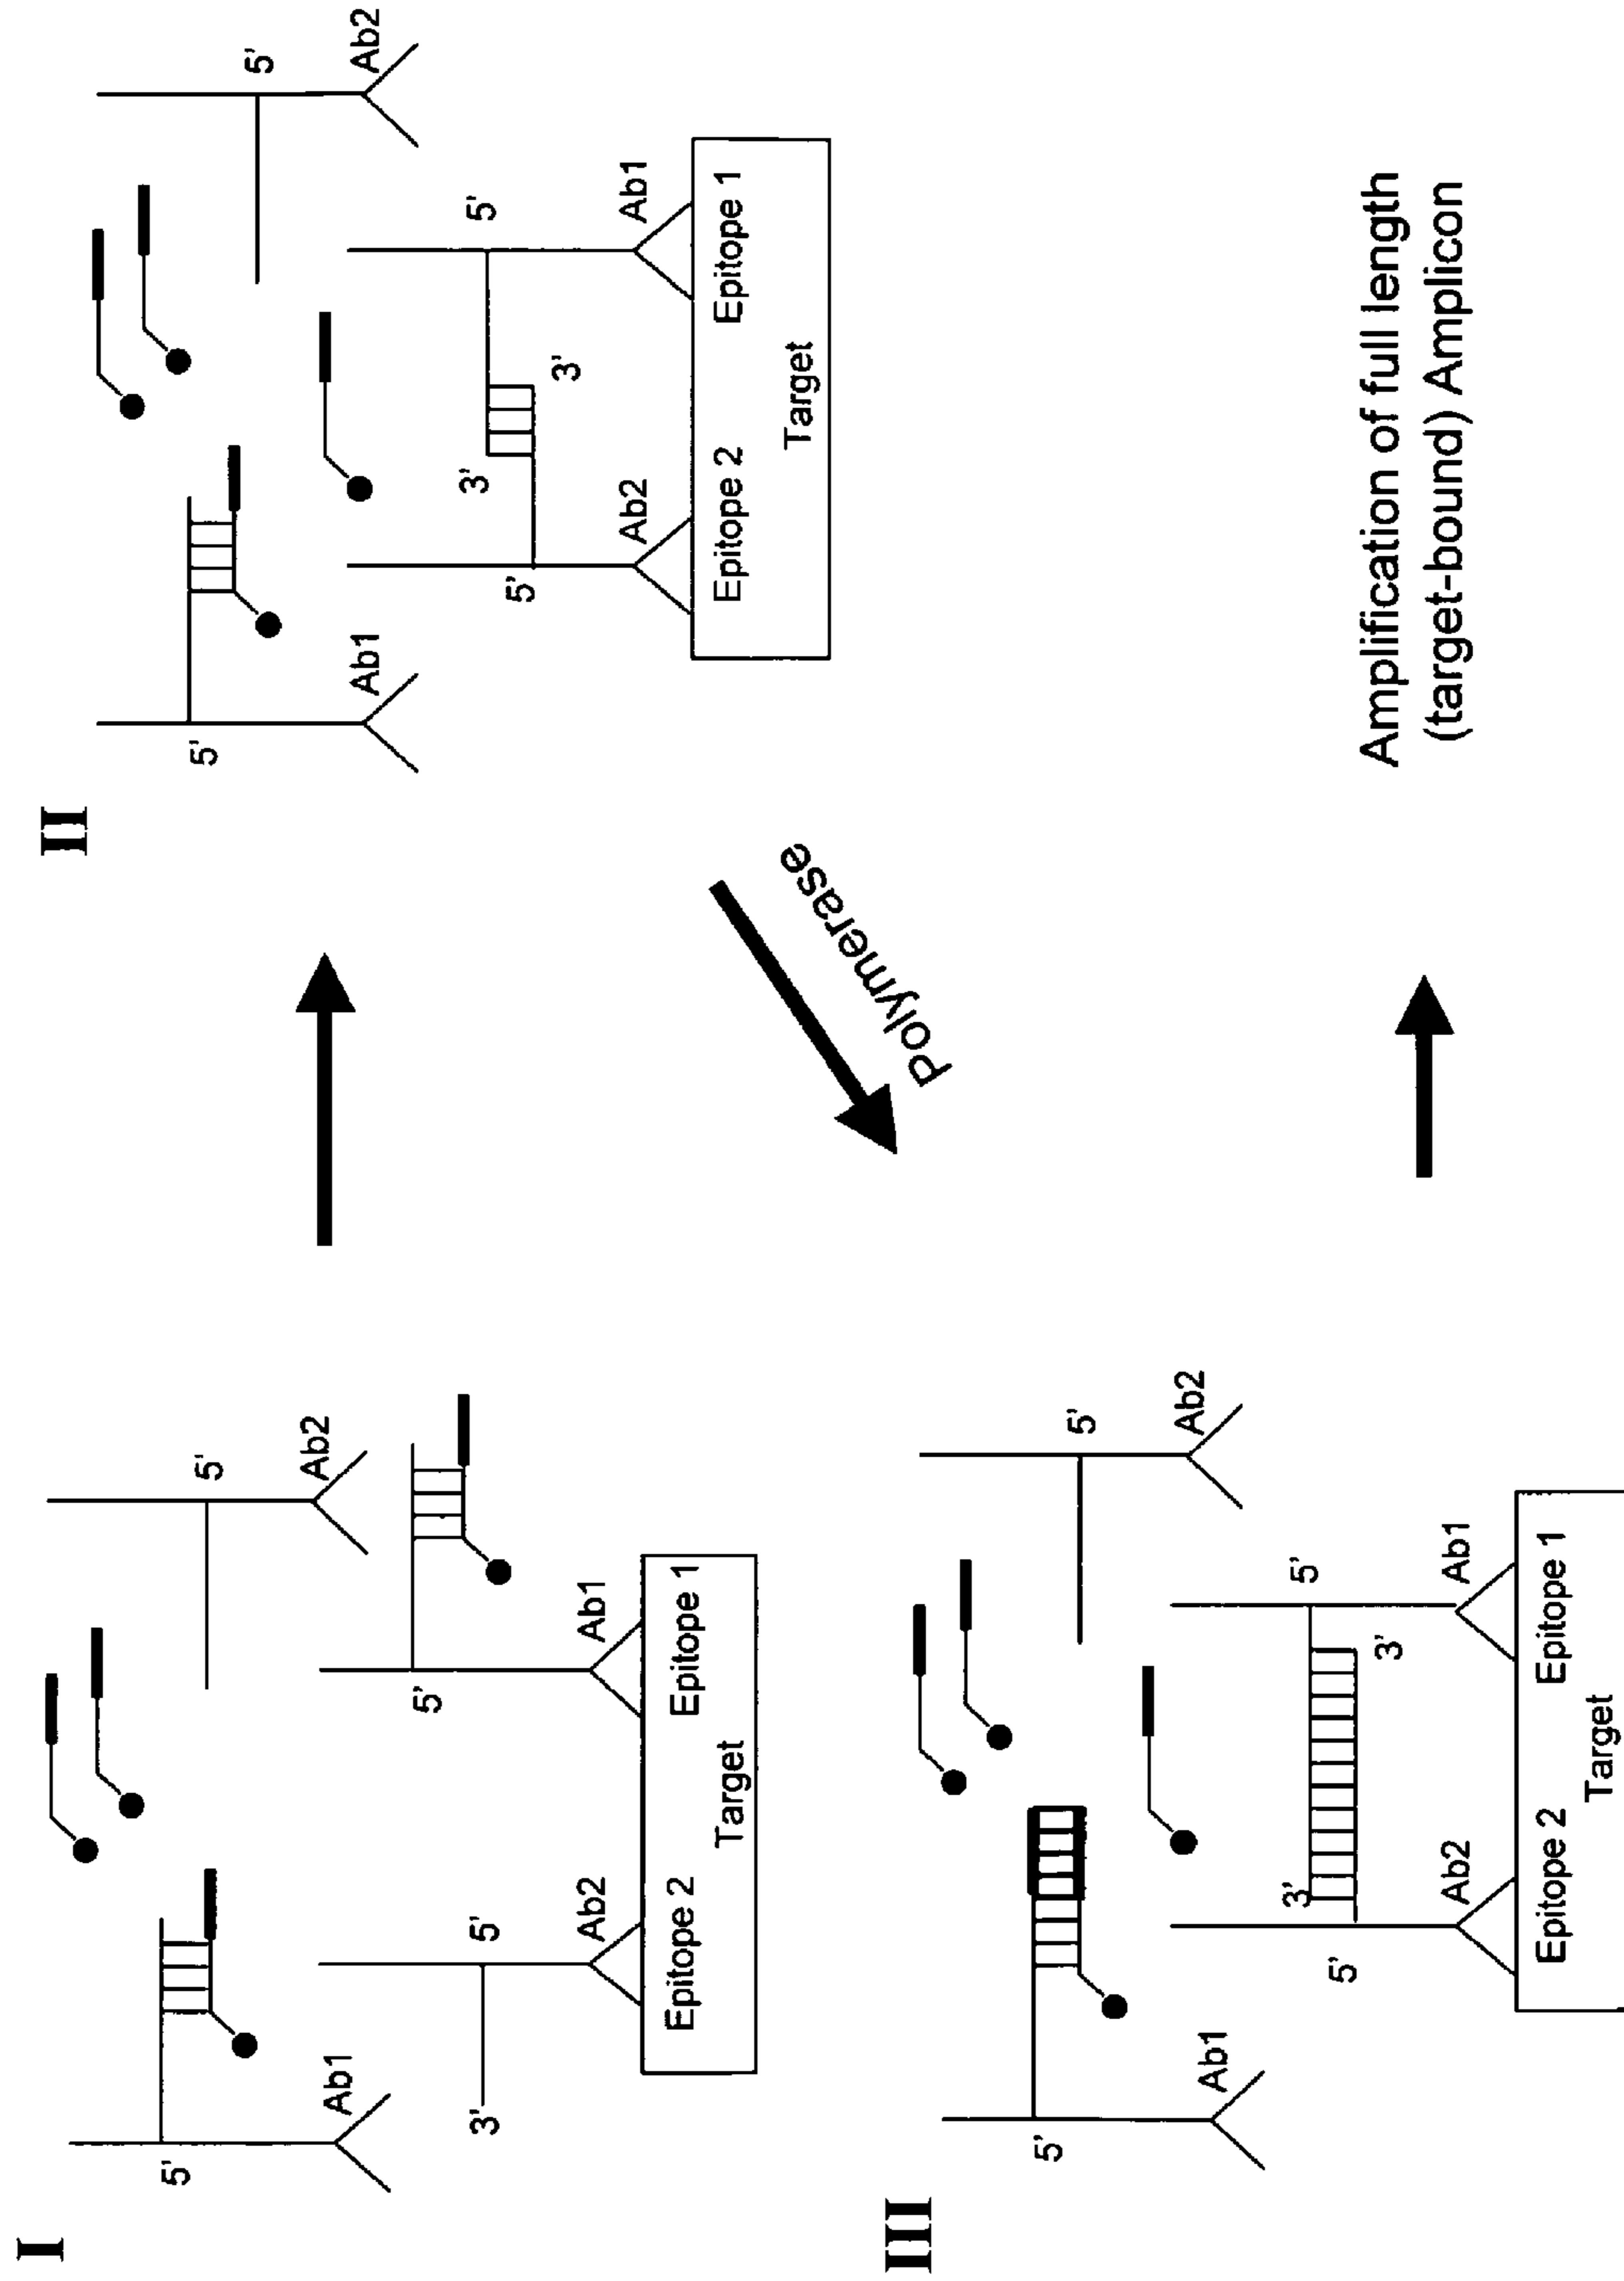 I
5'
Ab1
5'
Ab2
3'
5'
Ab2
5'
Ab1
Epitope 2
Epitope 1
Target
II
5'
Ab1
5'
Ab2
3'
3'
5'
5'
Ab2
Ab1
Epitope 2
Epitope 1
Target
Polymerase
III
5'
Ab1
5'
Ab2
3'
5'
5'
3'
Ab2
Ab1
Epitope 2
Epitope 1
Target
Amplification of full length
(target-bound) Amplicon